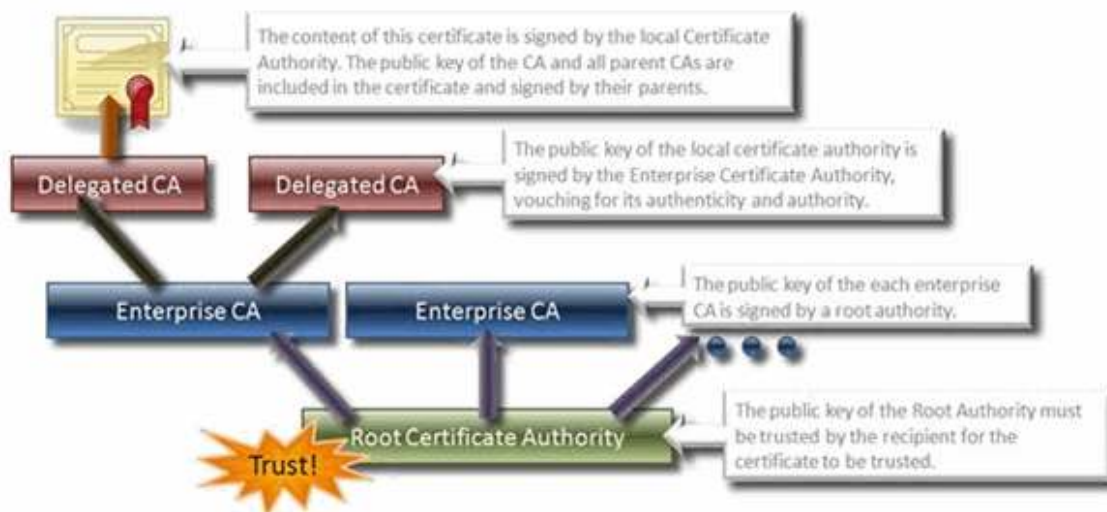 The content of this certificate is signed by the local Certificate
Authority. The public key of the CA and all parent CAs are
included in the certificate and signed by their parents.
Delegated CA
Delegated CA
The public key of the local certificate authority is
signed by the Enterprise Certificate Authority,
vouching for its authenticity and authority.
Enterprise CA
Enterprise CA
The public key of the each enterprise
CA is signed by a root authority.
Root Certificate Authority
Trust!
The public key of the Root Authority must
be trusted by the recipient for the
certificate to be trusted.